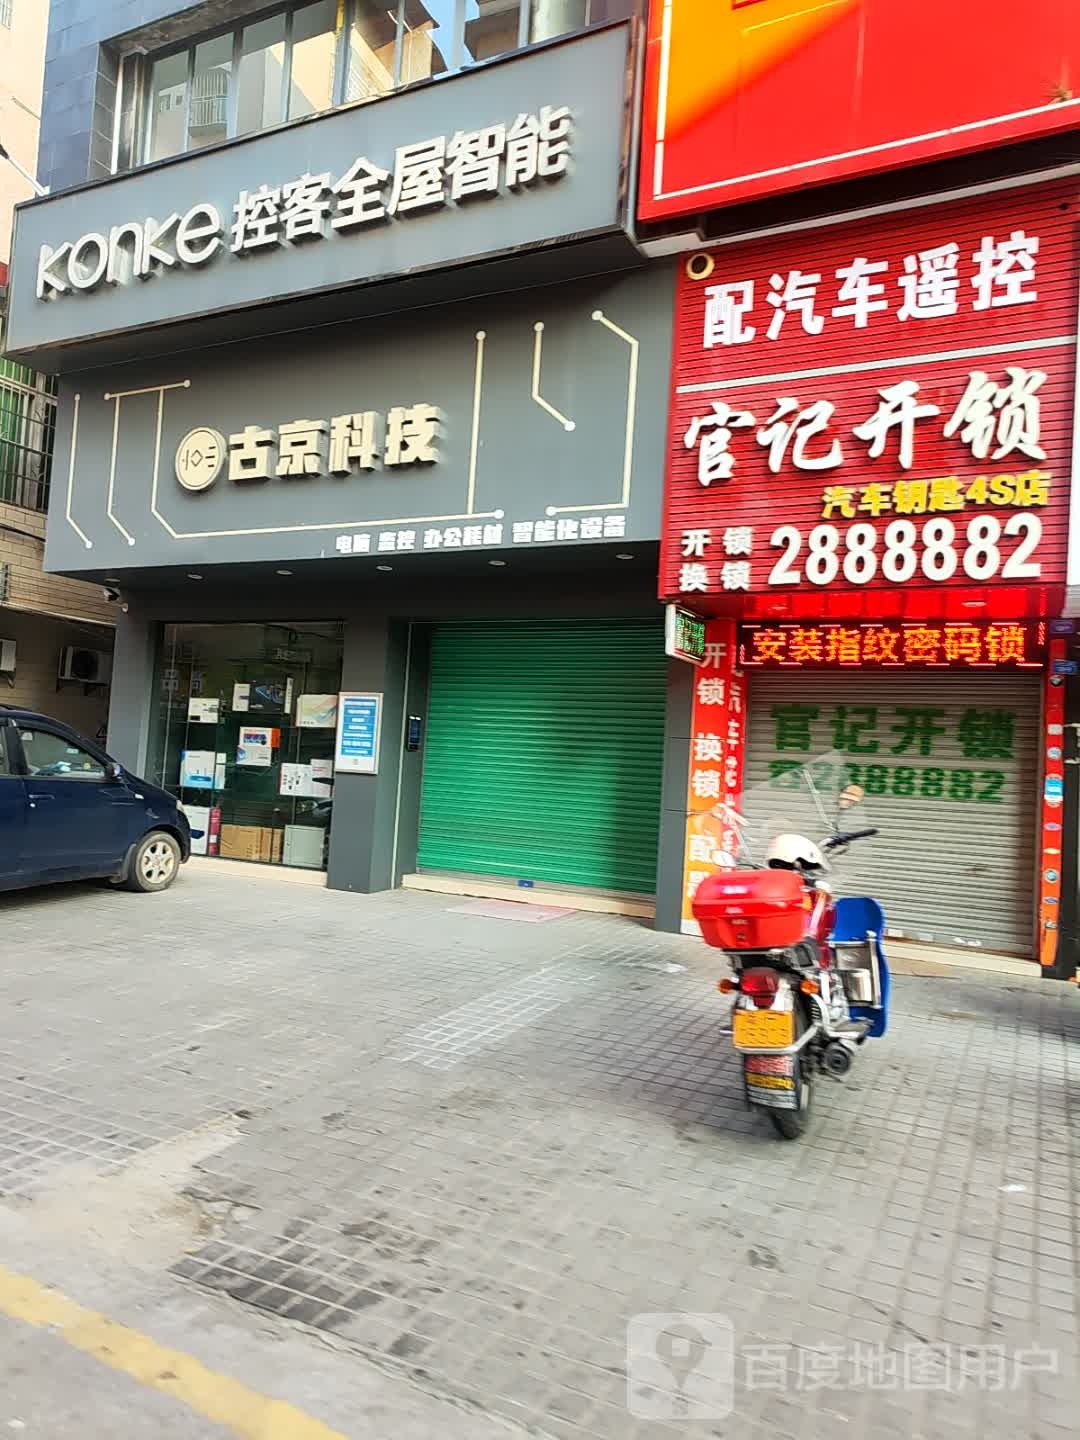 konke 控客全屋智能
古京科技
电脑 监控 办公耗材 智能化设备
配汽车遥控
官记开锁
汽车钥匙4S店
开锁
换锁
2888882
安装指纹密码锁
开锁 换锁 配
官记开锁
2888882
百度地图用户